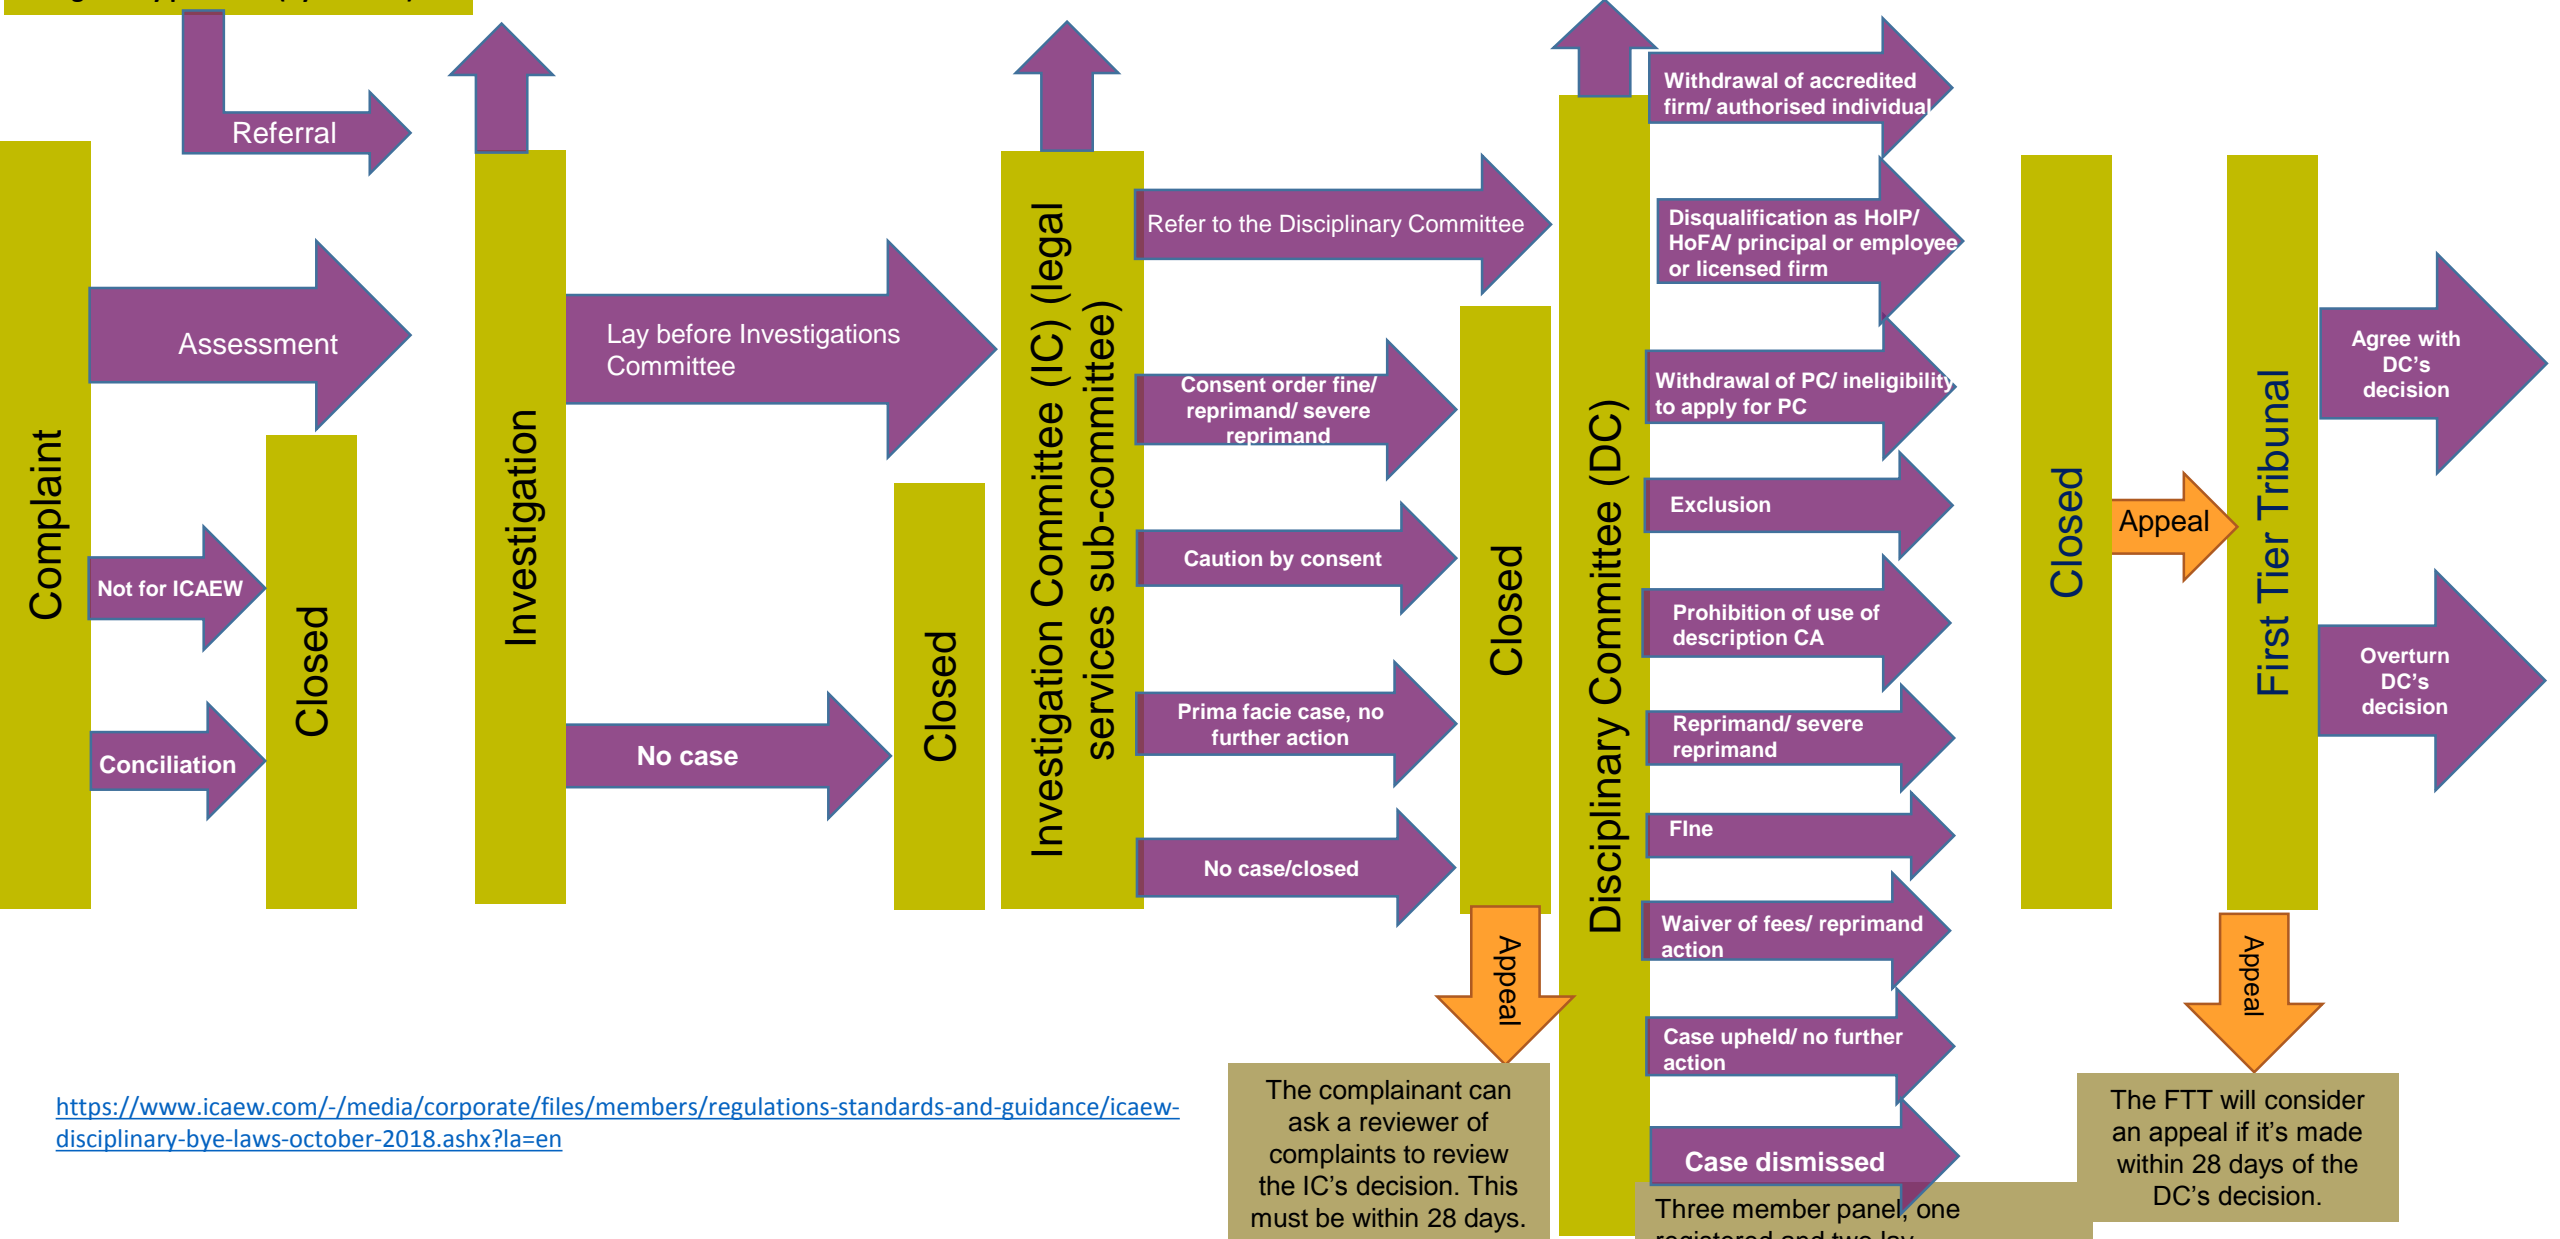 Referral
Complaint
Assessment
Not for ICAEW
Conciliation
Closed
Investigation
Lay before Investigations
Committee
No case
Closed
Investigation Committee (IC) (legal
services sub-committee)
Refer to the Disciplinary Committee
Consent order fine/
reprimand/ severe
reprimand
Caution by consent
Prima facie case, no
further action
No case/closed
Closed
Appeal
The complainant can
ask a reviewer of
complaints to review
the IC's decision. This
must be within 28 days.
Disciplinary Committee (DC)
Withdrawal of accredited
firm/ authorised individual
Disqualification as HoIP/
HoFA/ principal or employee
or licensed firm
Withdrawal of PC/ ineligibility
to apply for PC
Exclusion
Prohibition of use of
description CA
Reprimand/ severe
reprimand
FIne
Waiver of fees/ reprimand
action
Case upheld/ no further
action
Case dismissed
Three member panel, one
registered and two lay
Closed
Appeal
First Tier Tribunal
Agree with
DC's
decision
Overturn
DC's
decision
Appeal
The FTT will consider
an appeal if it's made
within 28 days of the
DC's decision.
https://www.icaew.com/-/media/corporate/files/members/regulations-standards-and-guidance/icaew-
disciplinary-bye-laws-october-2018.ashx?la=en